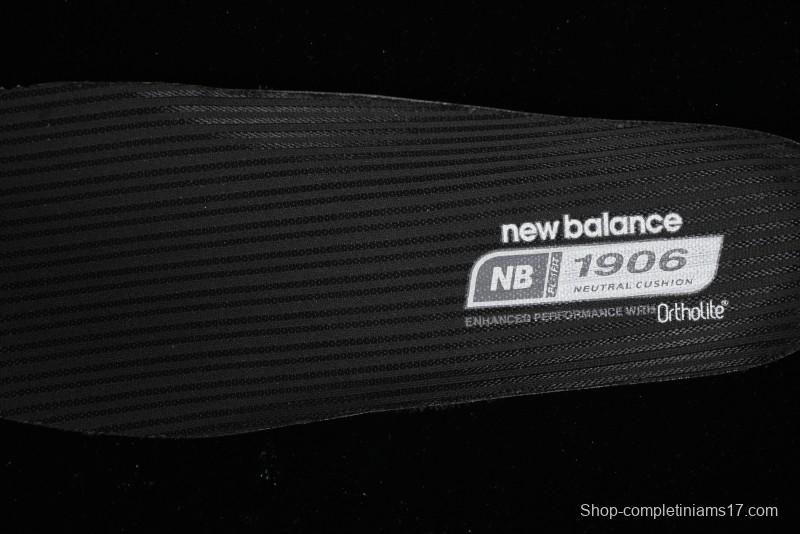 new balance
NB 1906
NEUTRAL CUSHION
ENHANCED PERFORMANCE WITH OrthoLite®
Shop-completiniams17.com